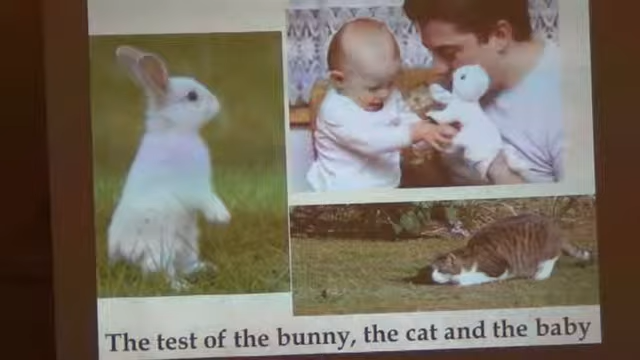 The test of the bunny, the cat and the baby